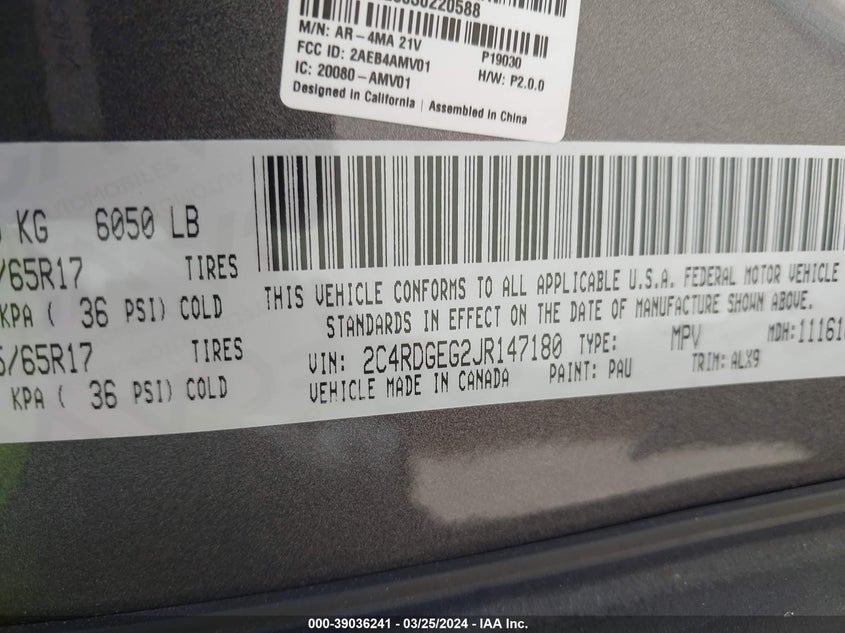 M/N: AR-4MA 21V P19030
FCC ID: 2AEB4AMV01 H/W: P2.0.0
IC: 20080-AMV01
Designed in California | Assembled in China
KG 6050 LB
/65R17 TIRES
KPA ( 36 PSI) COLD
/65R17 TIRES
KPA ( 36 PSI) COLD
THIS VEHICLE CONFORMS TO ALL APPLICABLE U.S.A. FEDERAL MOTOR VEHICLE
STANDARDS IN EFFECT ON THE DATE OF MANUFACTURE SHOWN ABOVE.
VIN: 2C4RDGEG2JR147180 TYPE: MPV MDH: 11161
VEHICLE MADE IN CANADA PAINT: PAU TRIM: ALX9
000-39036241 - 03/25/2024 - IAA Inc.